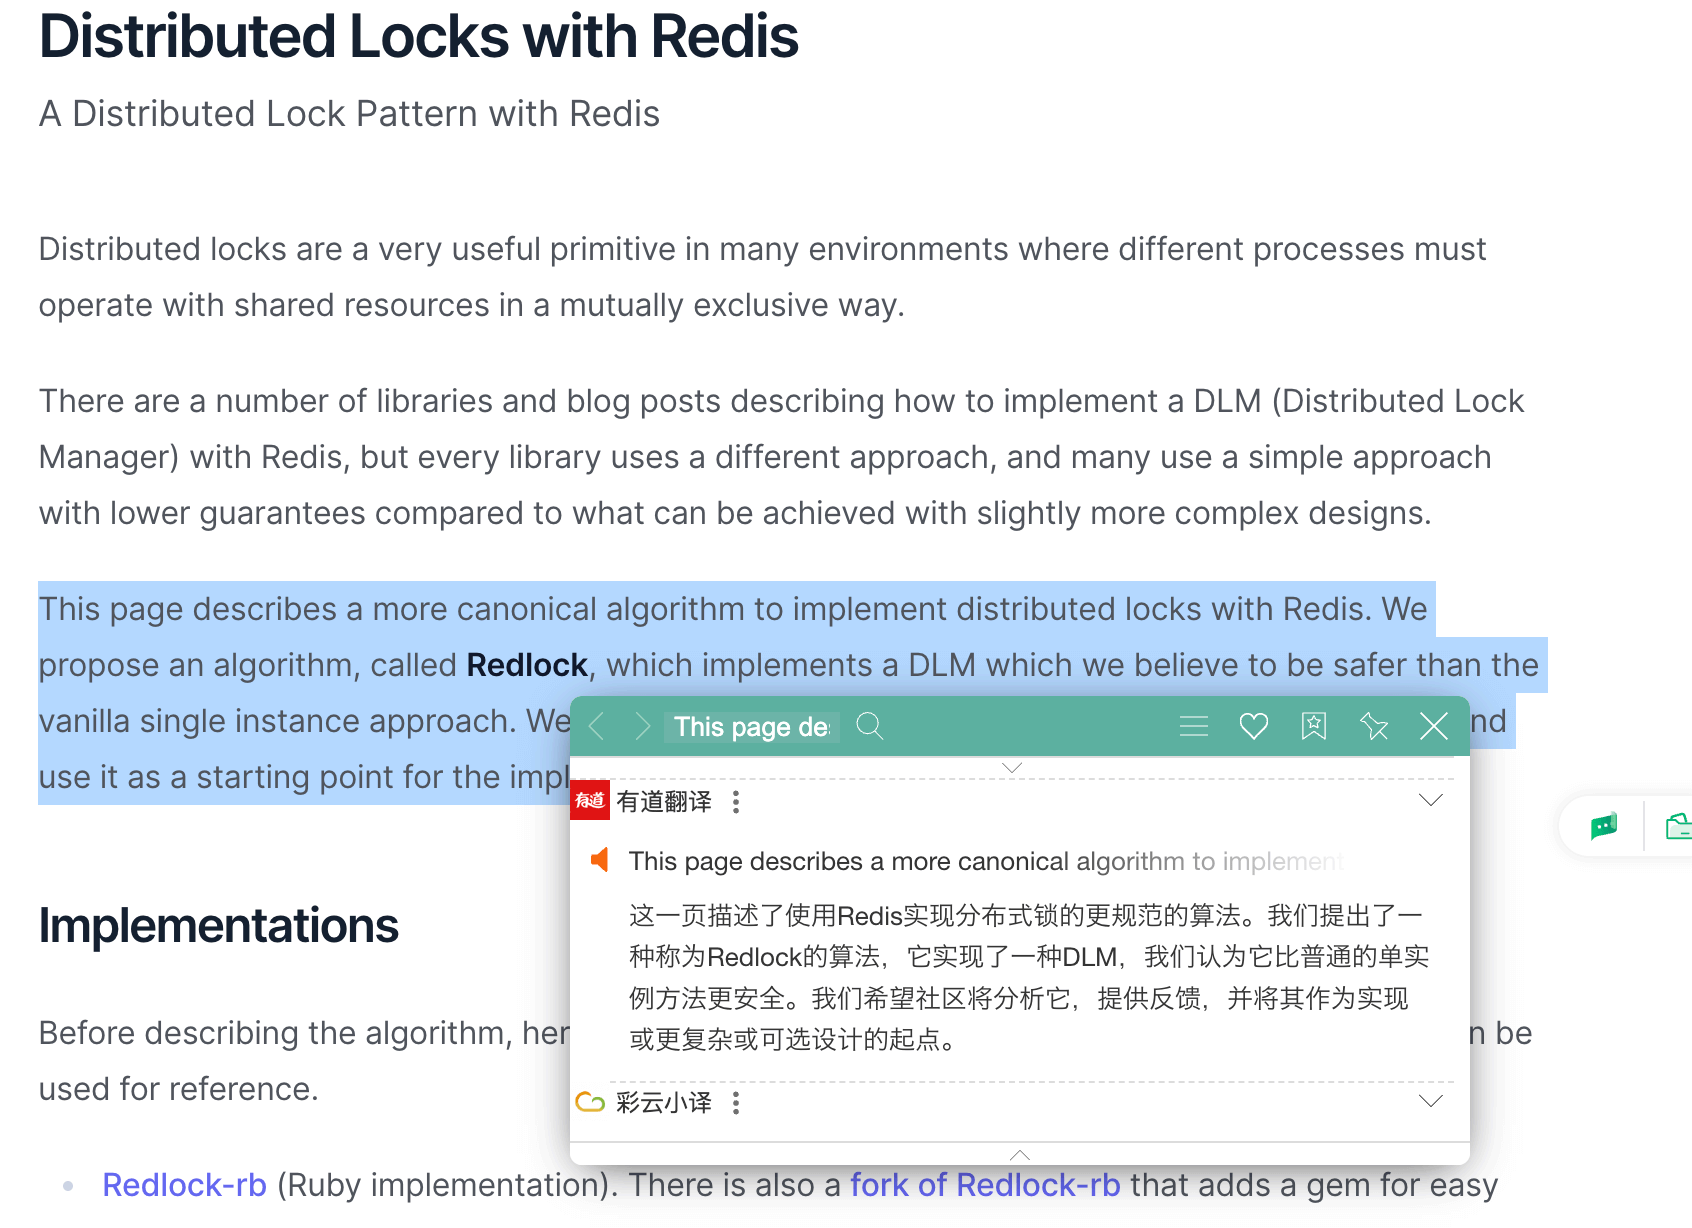 Distributed Locks with Redis
A Distributed Lock Pattern with Redis
Distributed locks are a very useful primitive in many environments where different processes must
operate with shared resources in a mutually exclusive way.
There are a number of libraries and blog posts describing how to implement a DLM (Distributed Lock
Manager) with Redis, but every library uses a different approach, and many use a simple approach
with lower guarantees compared to what can be achieved with slightly more complex designs.
This page describes a more canonical algorithm to implement distributed locks with Redis. We
propose an algorithm, called Redlock, which implements a DLM which we believe to be safer than the
vanilla single instance approach. We
nd
use it as a starting point for the impl
This page de
有道 有道翻译
This page describes a more canonical algorithm to implement
这一页描述了使用Redis实现分布式锁的更规范的算法。我们提出了一
种称为Redlock的算法，它实现了一种DLM，我们认为它比普通的单实
例方法更安全。我们希望社区将分析它，提供反馈，并将其作为实现
或更复杂或可选设计的起点。
彩云小译
Implementations
Before describing the algorithm, her
n be
used for reference.
Redlock-rb (Ruby implementation). There is also a fork of Redlock-rb that adds a gem for easy